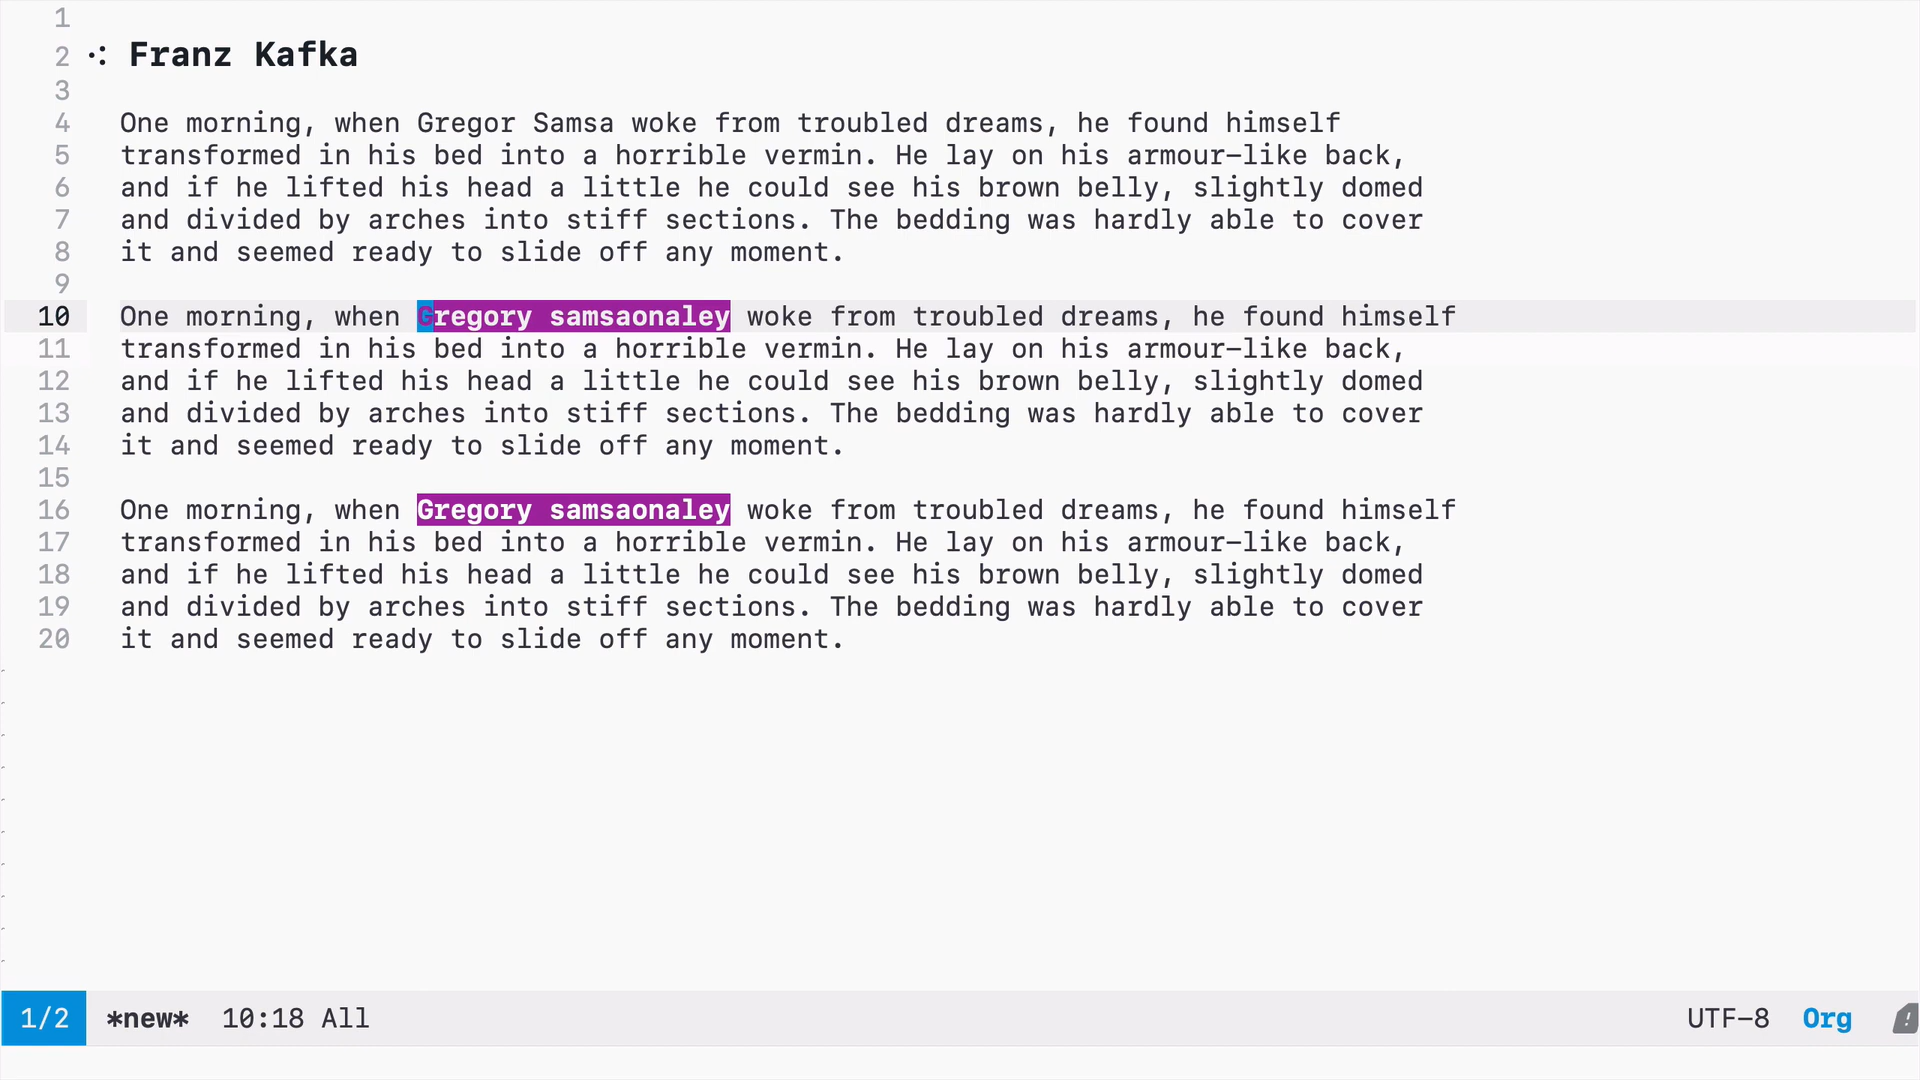 1
2 ⁖ Franz Kafka
3
4 One morning, when Gregor Samsa woke from troubled dreams, he found himself
5 transformed in his bed into a horrible vermin. He lay on his armour-like back,
6 and if he lifted his head a little he could see his brown belly, slightly domed
7 and divided by arches into stiff sections. The bedding was hardly able to cover
8 it and seemed ready to slide off any moment.
9
10 One morning, when Gregory samsaonaley woke from troubled dreams, he found himself
11 transformed in his bed into a horrible vermin. He lay on his armour-like back,
12 and if he lifted his head a little he could see his brown belly, slightly domed
13 and divided by arches into stiff sections. The bedding was hardly able to cover
14 it and seemed ready to slide off any moment.
15
16 One morning, when Gregory samsaonaley woke from troubled dreams, he found himself
17 transformed in his bed into a horrible vermin. He lay on his armour-like back,
18 and if he lifted his head a little he could see his brown belly, slightly domed
19 and divided by arches into stiff sections. The bedding was hardly able to cover
20 it and seemed ready to slide off any moment.
1/2 *new* 10:18 All UTF-8 Org !